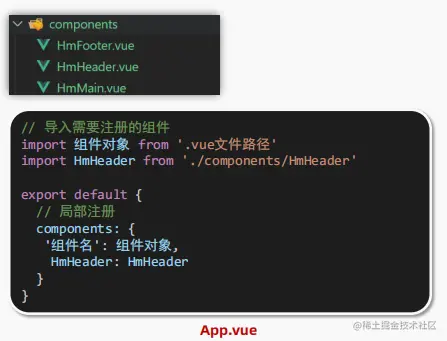 components
HmFooter.vue
HmHeader.vue
HmMain.vue
// 导入需要注册的组件
import 组件对象 from '.vue文件路径'
import HmHeader from './components/HmHeader'
export default {
// 局部注册
components: {
'组件名': 组件对象,
HmHeader: HmHeader
}
}
App.vue
@稀土掘金技术社区